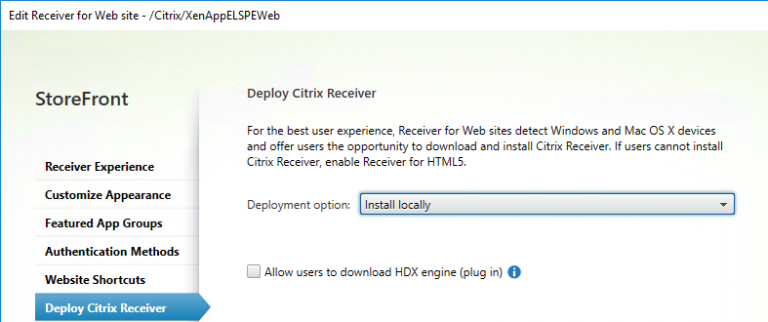 Edit Receiver for Web site - /Citrix/XenAppELSPEWeb
StoreFront
Receiver Experience
Customize Appearance
Featured App Groups
Authentication Methods
Website Shortcuts
Deploy Citrix Receiver
Deploy Citrix Receiver
For the best user experience, Receiver for Web sites detect Windows and Mac OS X devices
and offer users the opportunity to download and install Citrix Receiver. If users cannot install
Citrix Receiver, enable Receiver for HTML5.
Deployment option: Install locally
Allow users to download HDX engine (plug in)